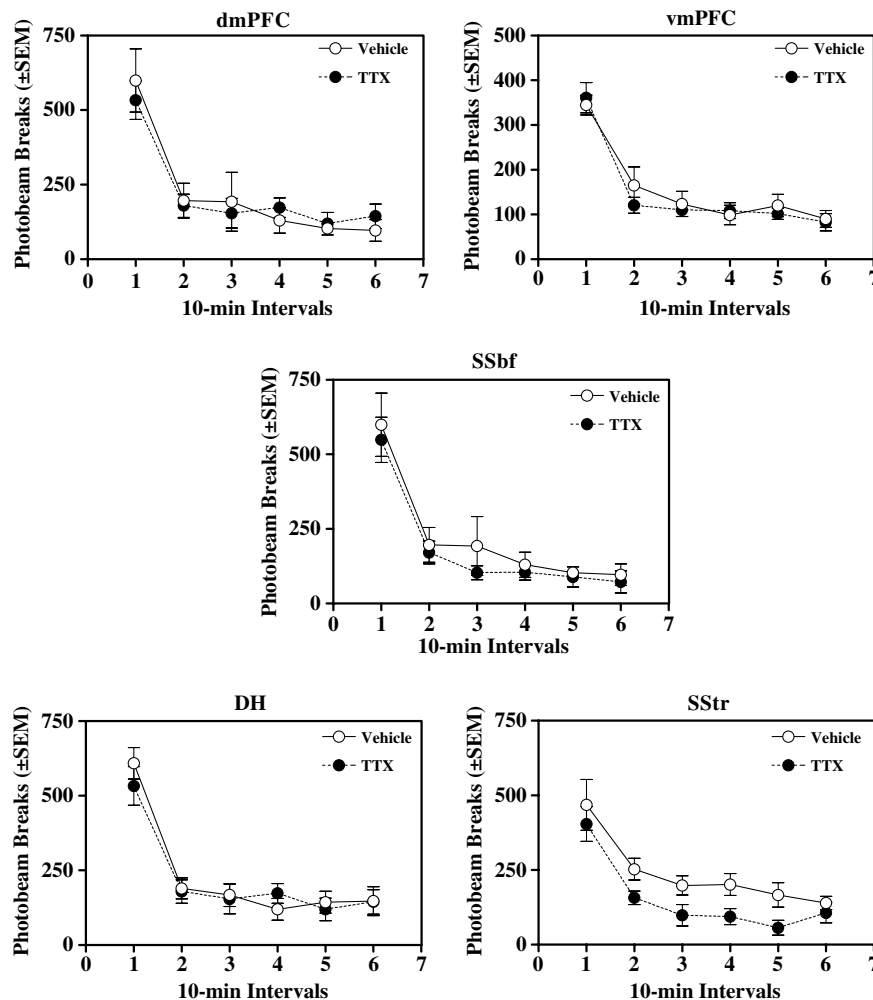 dmPFC
Photobeam Breaks (±SEM)
750
500
250
0
0 1 2 3 4 5 6 7
10-min Intervals
Vehicle
TTX
vmPFC
Photobeam Breaks (±SEM)
500
400
300
200
100
0
0 1 2 3 4 5 6 7
10-min Intervals
Vehicle
TTX
SSbf
Photobeam Breaks (±SEM)
750
500
250
0
0 1 2 3 4 5 6 7
10-min Intervals
Vehicle
TTX
DH
Photobeam Breaks (±SEM)
750
500
250
0
0 1 2 3 4 5 6 7
10-min Intervals
Vehicle
TTX
SStr
Photobeam Breaks (±SEM)
750
500
250
0
0 1 2 3 4 5 6 7
10-min Intervals
Vehicle
TTX